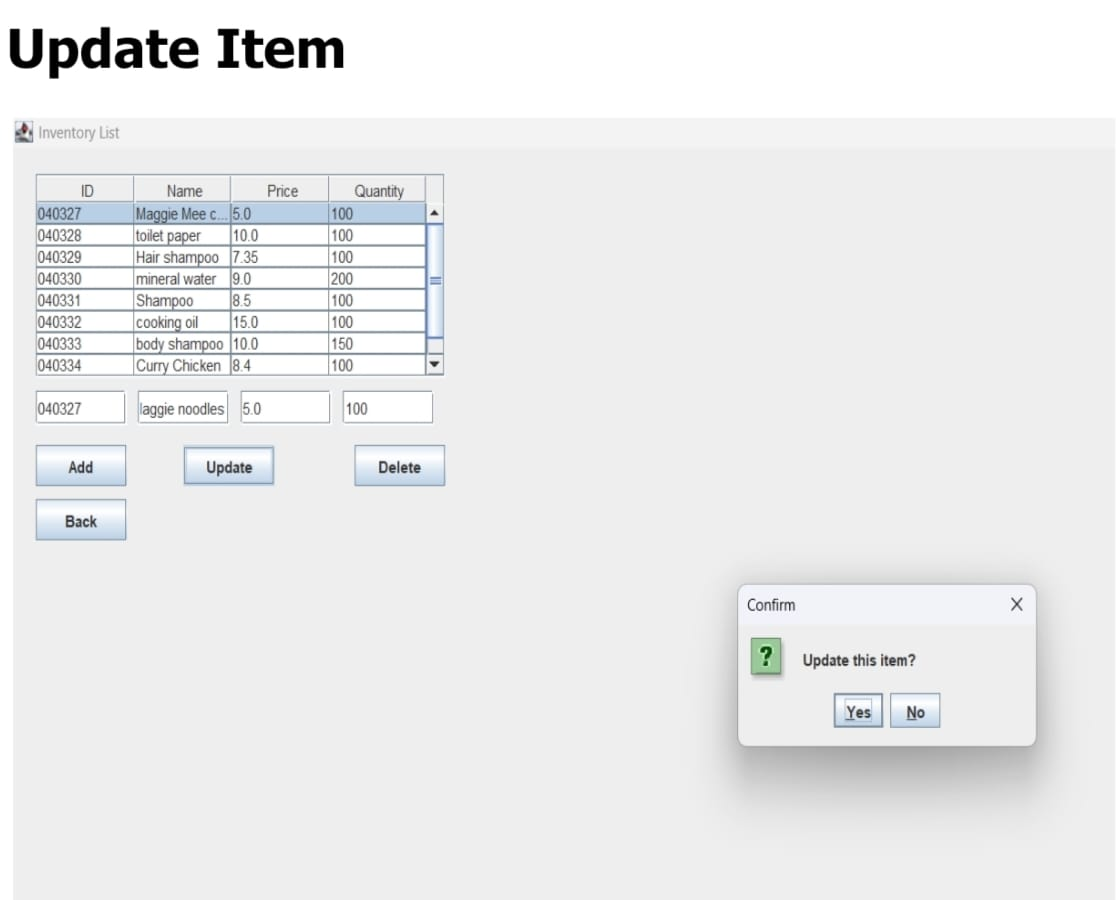 Update Item
Inventory List
ID Name Price Quantity
040327 Maggie Mee c... 5.0 100
040328 toilet paper 10.0 100
040329 Hair shampoo 7.35 100
040330 mineral water 9.0 200
040331 Shampoo 8.5 100
040332 cooking oil 15.0 100
040333 body shampoo 10.0 150
040334 Curry Chicken 8.4 100
040327 laggie noodles 5.0 100
Add Update Delete
Back
Confirm X
? Update this item?
Yes No